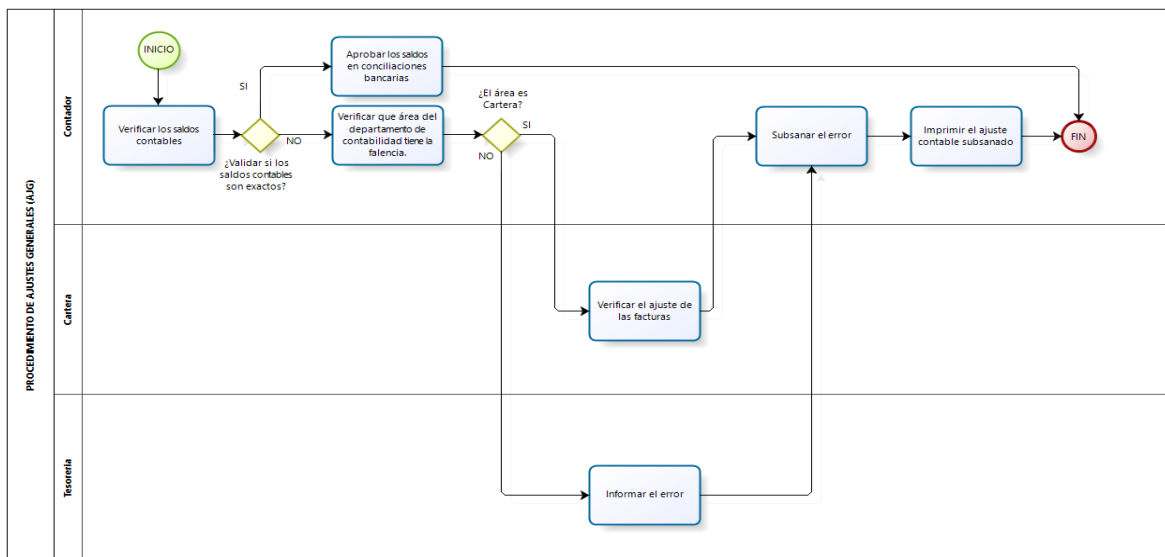 PROCEDIMIENTO DE AJUSTES GENERALES (AJG)
Contador
INICIO
Verificar los saldos
contables
SI
NO
¿Validar si los
saldos contables
son exactos?
Aprobar los saldos
en conciliaciones
bancarias
Verificar que área del
departamento de
contabilidad tiene la
falencia.
¿El área es
Cartera?
SI
NO
Subsanar el error
Imprimir el ajuste
contable subsanado
FIN
Cartera
Verificar el ajuste de
las facturas
Tesorería
Informar el error